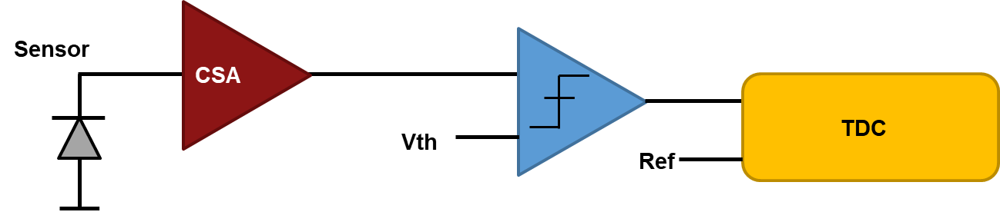 Sensor
CSA
Vth
Ref
TDC